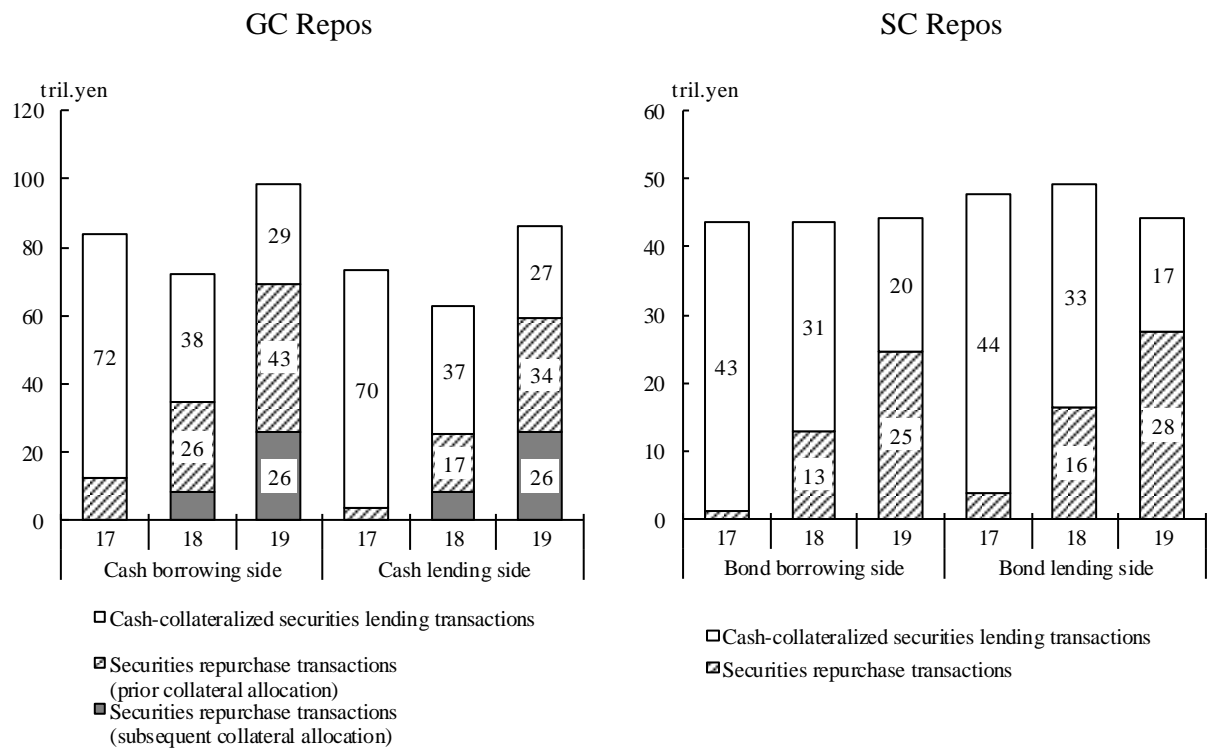 GC Repos
tril.yen
120
100
80
60
40
20
0
72
38
26
29
43
26
70
37
17
27
34
26
17 18 19 17 18 19
Cash borrowing side Cash lending side
Cash-collateralized securities lending transactions
Securities repurchase transactions
(prior collateral allocation)
Securities repurchase transactions
(subsequent collateral allocation)
SC Repos
tril.yen
60
50
40
30
20
10
0
43
31
13
20
25
44
33
16
17
28
17 18 19 17 18 19
Bond borrowing side Bond lending side
Cash-collateralized securities lending transactions
Securities repurchase transactions